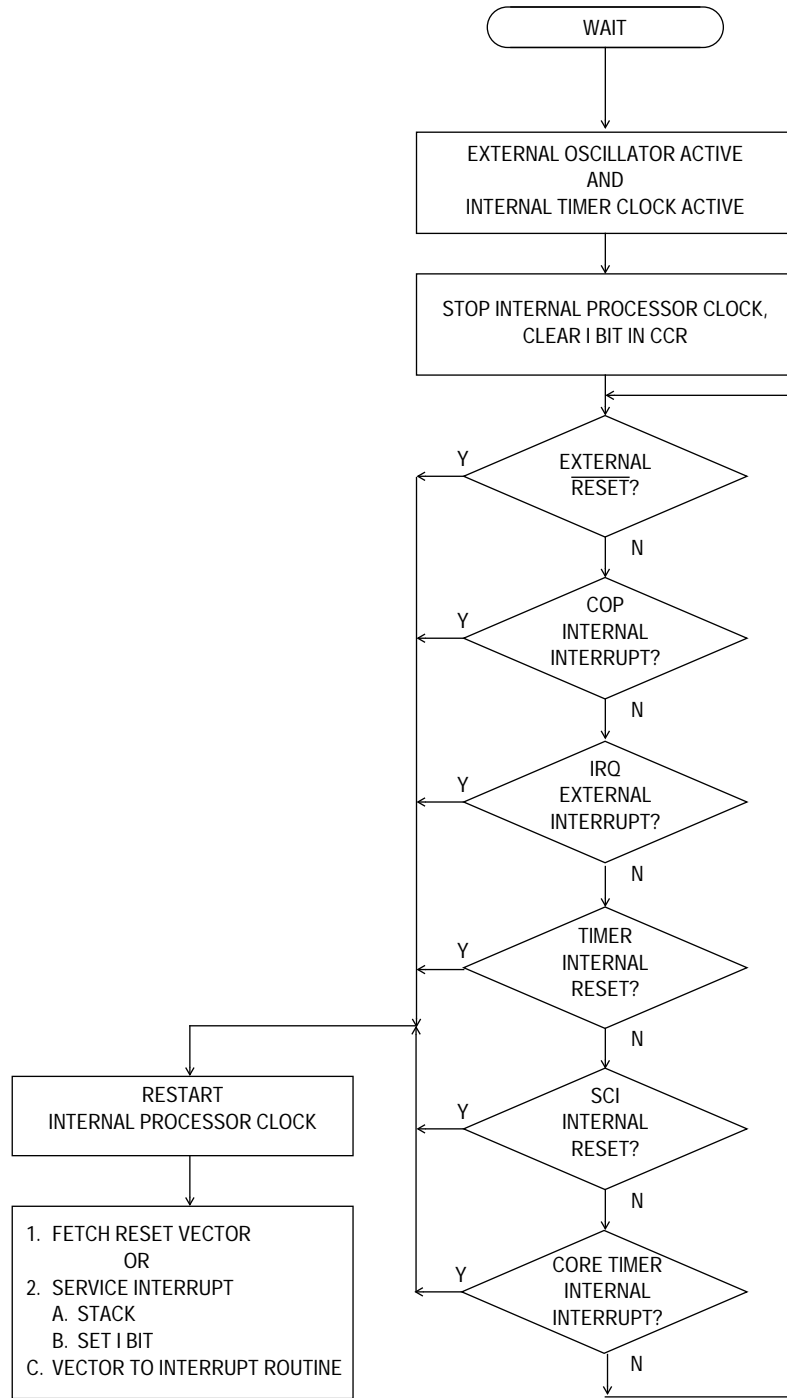 WAIT
EXTERNAL OSCILLATOR ACTIVE
AND
INTERNAL TIMER CLOCK ACTIVE
STOP INTERNAL PROCESSOR CLOCK,
CLEAR I BIT IN CCR
Y
EXTERNAL
RESET?
N
Y
COP
INTERNAL
INTERRUPT?
N
Y
IRQ
EXTERNAL
INTERRUPT?
N
Y
TIMER
INTERNAL
RESET?
N
Y
SCI
INTERNAL
RESET?
N
Y
CORE TIMER
INTERNAL
INTERRUPT?
N
RESTART
INTERNAL PROCESSOR CLOCK
1. FETCH RESET VECTOR
OR
2. SERVICE INTERRUPT
A. STACK
B. SET I BIT
C. VECTOR TO INTERRUPT ROUTINE